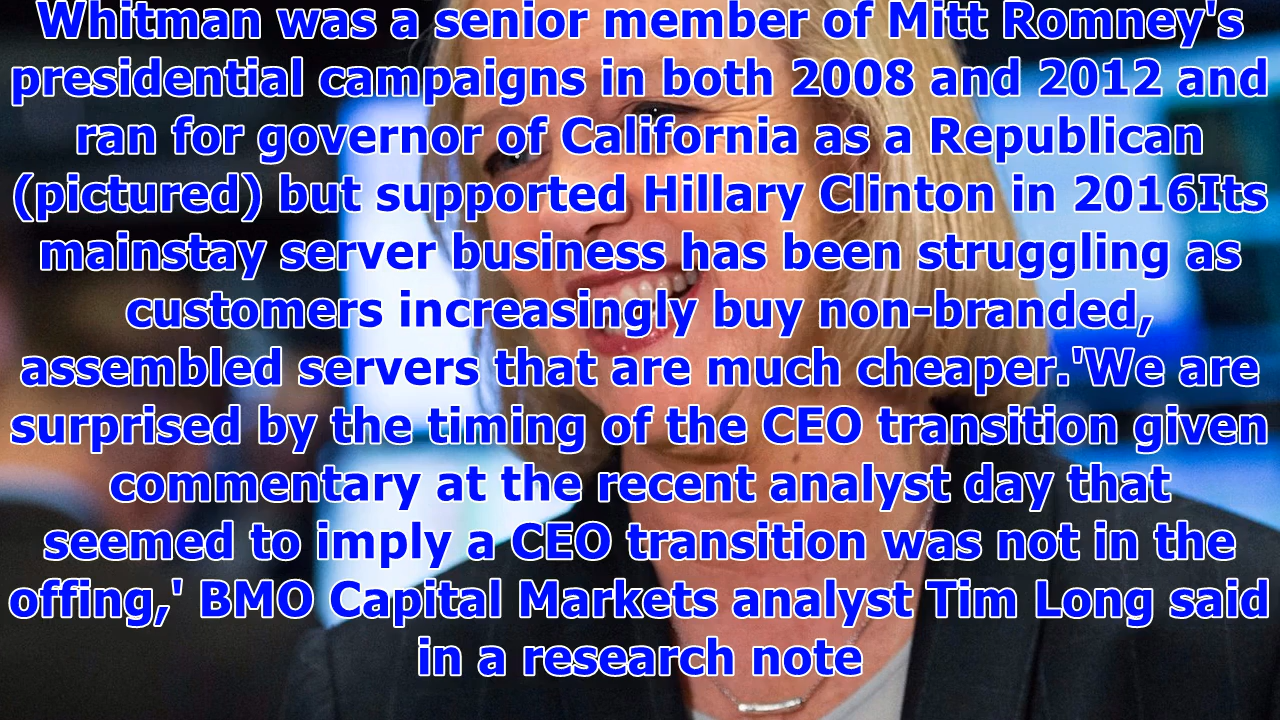 Whitman was a senior member of Mitt Romney's
presidential campaigns in both 2008 and 2012 and
ran for governor of California as a Republican
(pictured) but supported Hillary Clinton in 2016Its
mainstay server business has been struggling as
customers increasingly buy non-branded,
assembled servers that are much cheaper.'We are
surprised by the timing of the CEO transition given
commentary at the recent analyst day that
seemed to imply a CEO transition was not in the
offing,' BMO Capital Markets analyst Tim Long said
in a research note